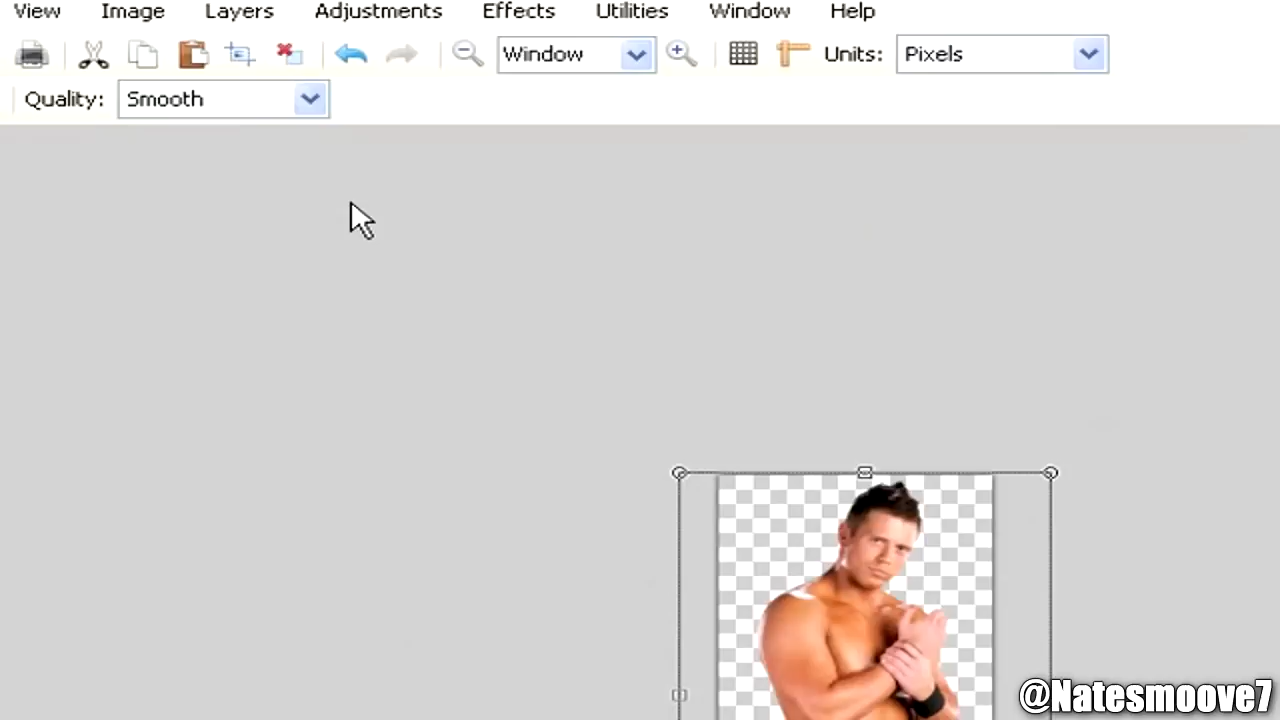 View Image Layers Adjustments Effects Utilities Window Help
Window Units: Pixels
Quality: Smooth
@Natesmoove7